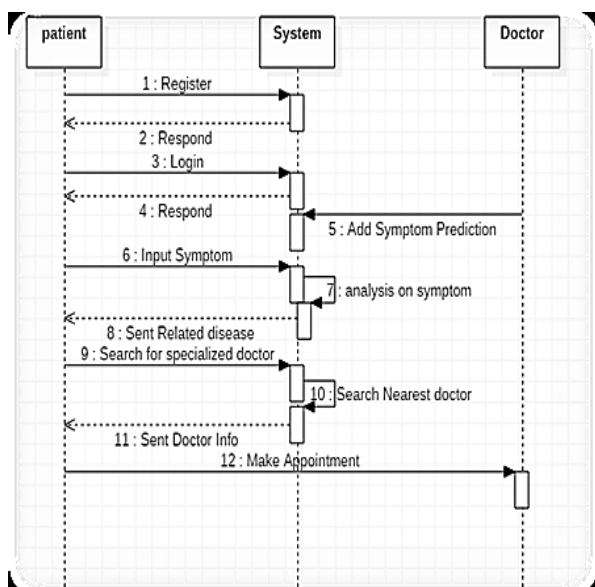 patient
System
Doctor
1 : Register
2 : Respond
3 : Login
4 : Respond
5 : Add Symptom Prediction
6 : Input Symptom
7 : analysis on symptom
8 : Sent Related disease
9 : Search for specialized doctor
10 : Search Nearest doctor
11 : Sent Doctor Info
12 : Make Appointment